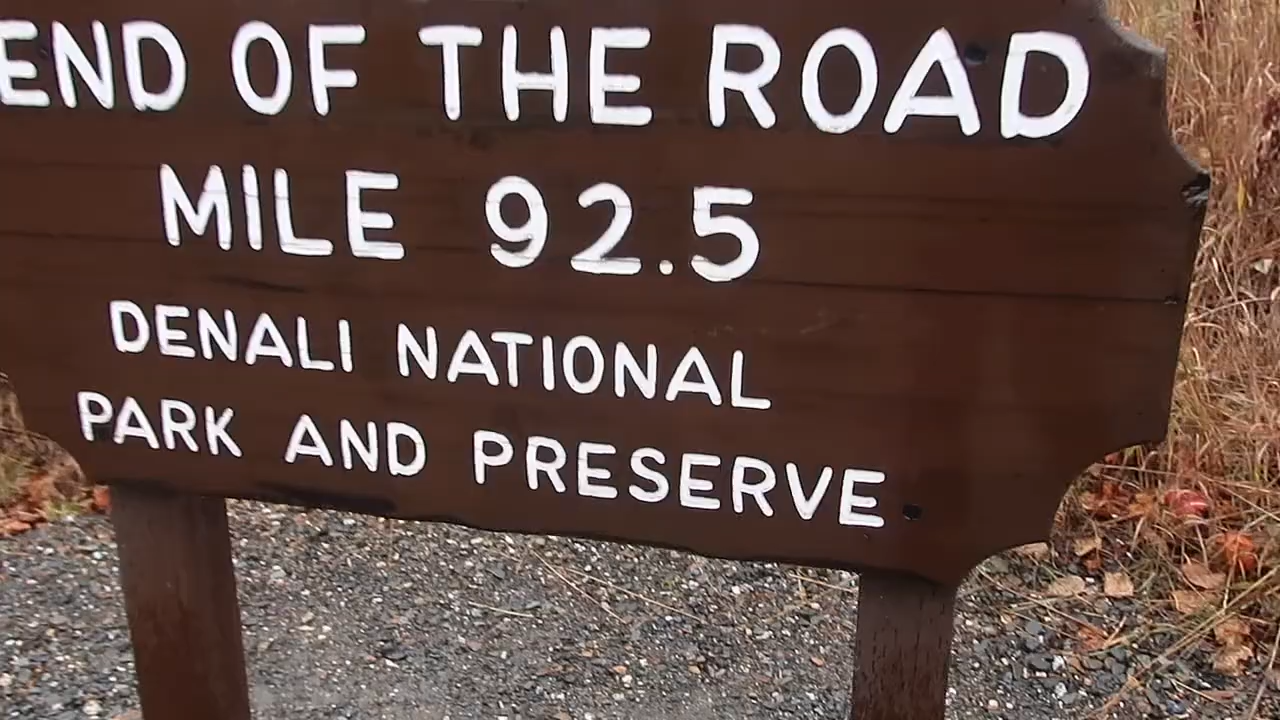 END OF THE ROAD
MILE 92.5
DENALI NATIONAL
PARK AND PRESERVE